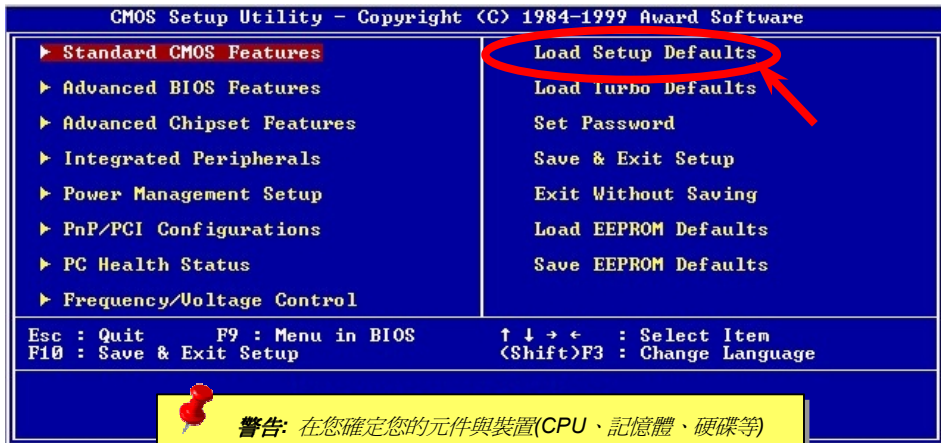 CMOS Setup Utility - Copyright (C) 1984-1999 Award Software
▶ Standard CMOS Features
▶ Advanced BIOS Features
▶ Advanced Chipset Features
▶ Integrated Peripherals
▶ Power Management Setup
▶ PnP/PCI Configurations
▶ PC Health Status
▶ Frequency/Voltage Control
Load Setup Defaults
Load Turbo Defaults
Set Password
Save & Exit Setup
Exit Without Saving
Load EEPROM Defaults
Save EEPROM Defaults
Esc : Quit F9 : Menu in BIOS ↑ ↓ → ← : Select Item
F10 : Save & Exit Setup (Shift)F3 : Change Language
警告: 在您確定您的元件與裝置(CPU、記憶體、硬碟等)